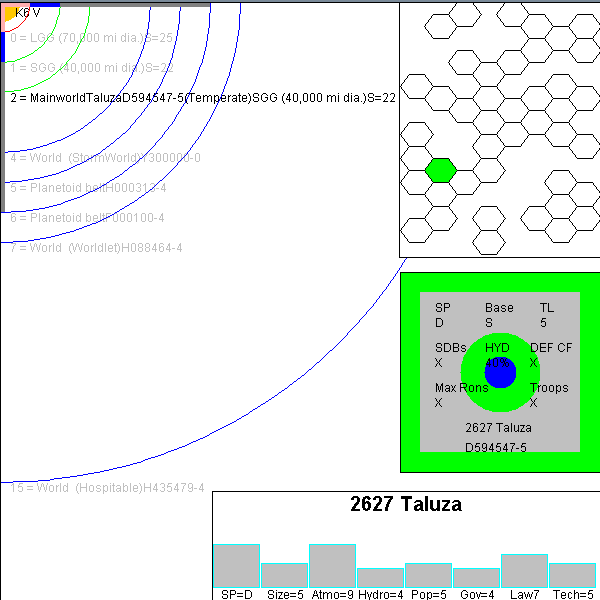 K6 V
0 = LGG (70,000 mi dia.)S=25
1 = SGG (40,000 mi dia.)S=22
2 = MainworldTaluzaD594547-5(Temperate)SGG (40,000 mi dia.)S=22
4 = World  (StormWorld)Y300000-0
5 = Planetoid beltH000313-4
6 = Planetoid beltF000100-4
7 = World  (Worldlet)H088464-4
15 = World  (Hospitable)H435479-4
SP Base TL
D S 5
SDBs HYD DEF CF
X 40% X
Max Rons Troops
X X
2627 Taluza
D594547-5
2627 Taluza
SP=D Size=5 Atmo=9 Hydro=4 Pop=5 Gov=4 Law7 Tech=5